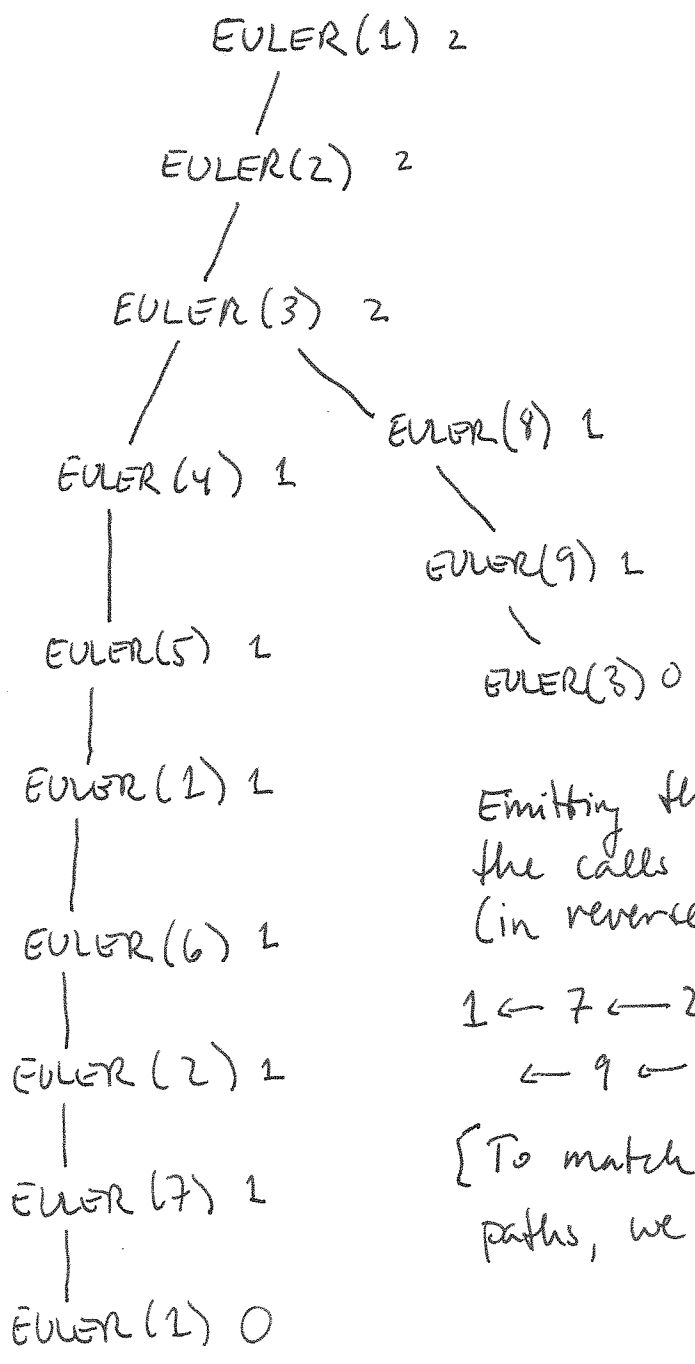 EULER(1) 2
EULER(2) 2
EULER(3) 2
EULER(4) 1
EULER(8) 1
EULER(5) 1
EULER(9) 1
EULER(1) 1
EULER(3) 0
EULER(6) 1
EULER(2) 1
EULER(7) 1
EULER(1) 0
Emitting
the calls
(in reverse
1 ← 7 ← 2
← 9 ←
[To match
paths, we